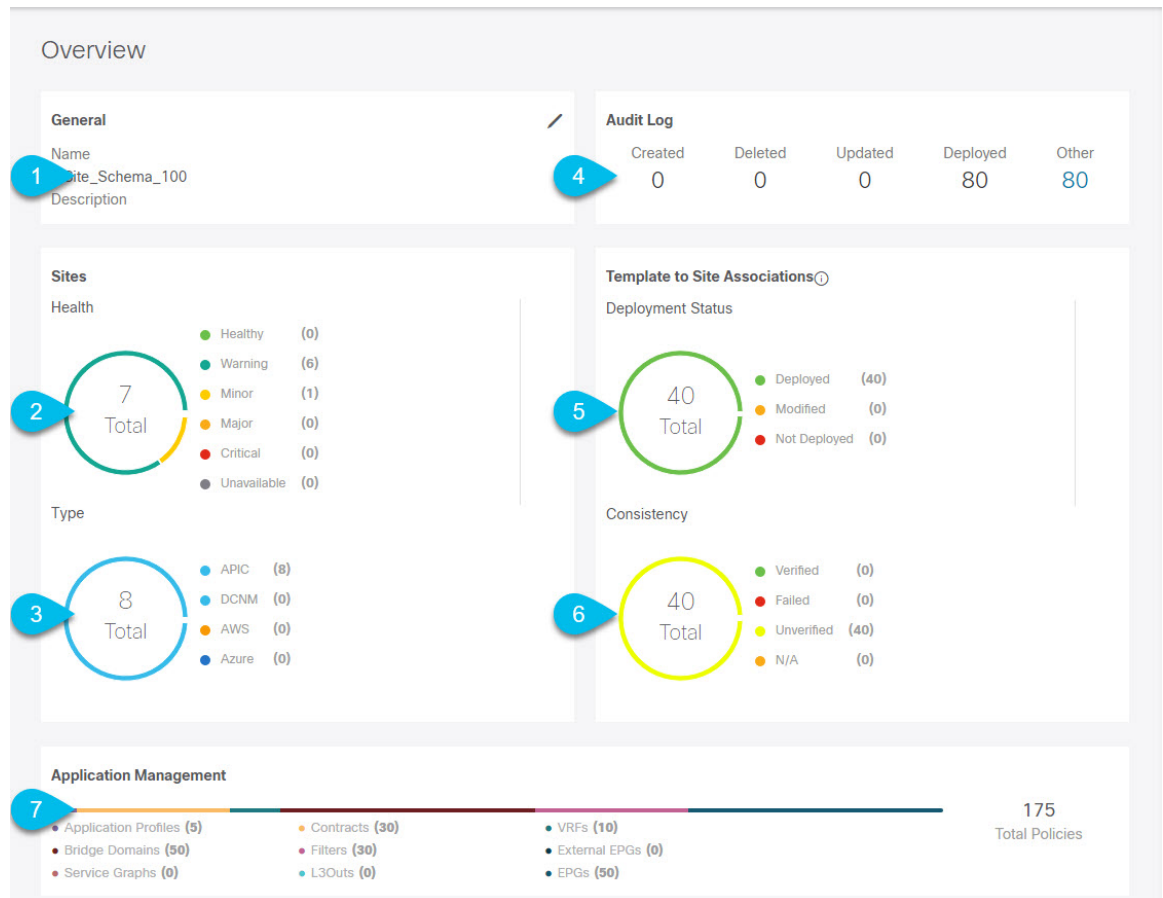 Overview
General
Name
1
ite_Schema_100
Description
Audit Log
Created Deleted Updated Deployed Other
4
0 0 0 80 80
Sites
Health
2
7
Total
Healthy (0)
Warning (6)
Minor (1)
Major (0)
Critical (0)
Unavailable (0)
Type
3
8
Total
APIC (8)
DCNM (0)
AWS (0)
Azure (0)
Template to Site Associations
Deployment Status
5
40
Total
Deployed (40)
Modified (0)
Not Deployed (0)
Consistency
6
40
Total
Verified (0)
Failed (0)
Unverified (40)
N/A (0)
Application Management
7
Application Profiles (5) Contracts (30) VRFs (10)
Bridge Domains (50) Filters (30) External EPGs (0)
Service Graphs (0) L3Outs (0) EPGs (50)
175
Total Policies